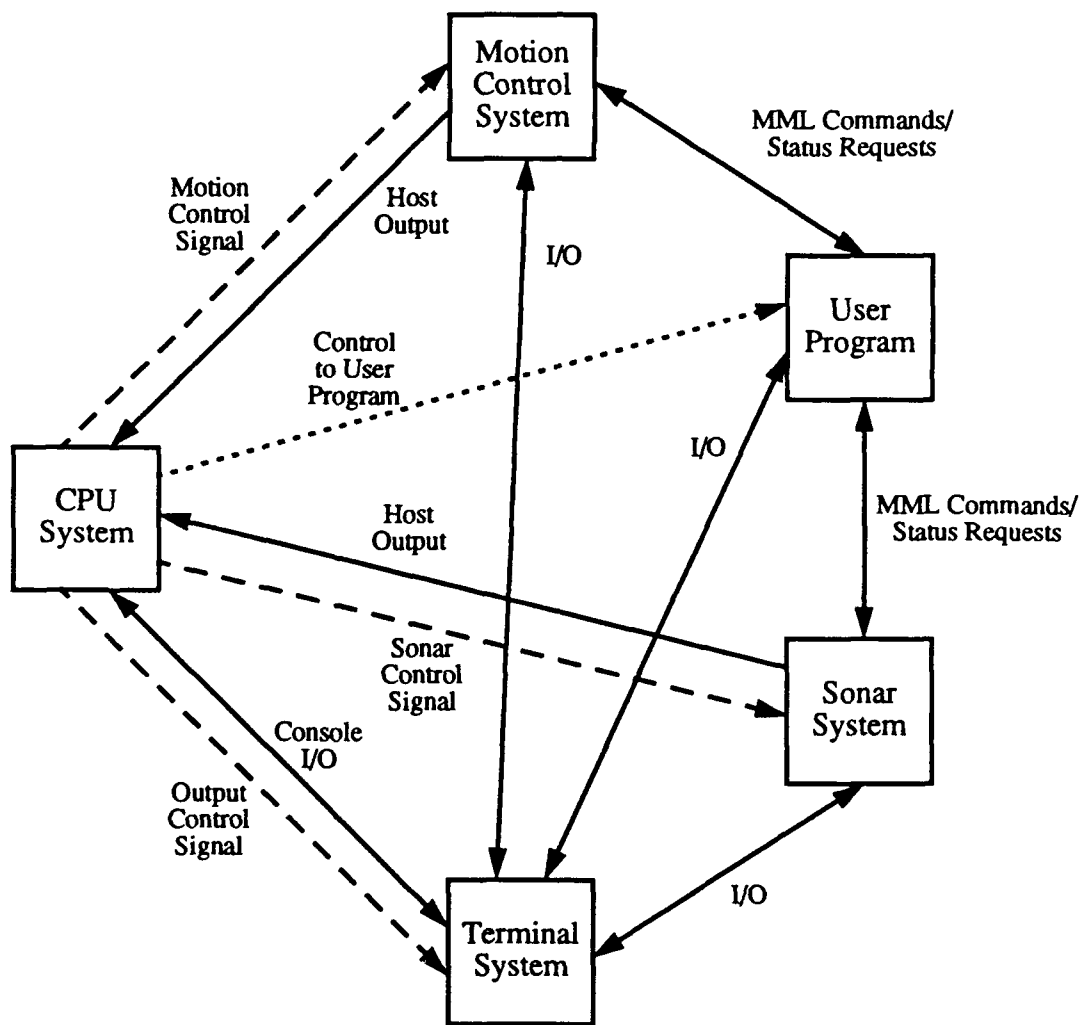 Motion
Control
System
MML Commands/
Status Requests
Motion
Control
Signal
Host
Output
I/O
User
Program
Control
to User
Program
I/O
CPU
System
Host
Output
MML Commands/
Status Requests
Sonar
Control
Signal
Sonar
System
Console
I/O
Output
Control
Signal
I/O
Terminal
System